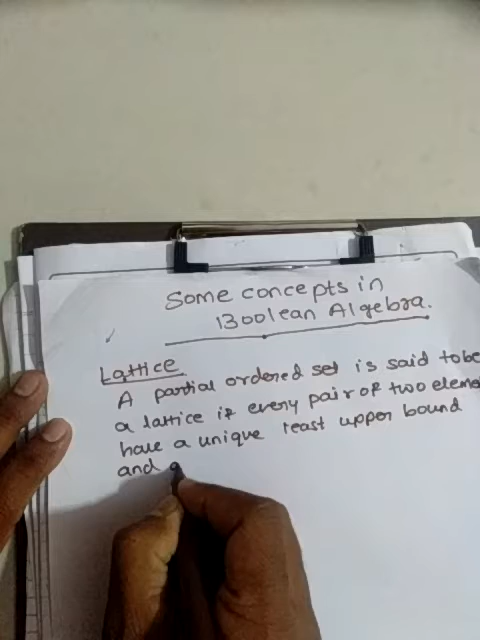 Some concepts in
Boolean Algebra.
Lattice
A partial ordered set is said to be
a lattice if every pair of two eleme
have a unique least upper bound
and a